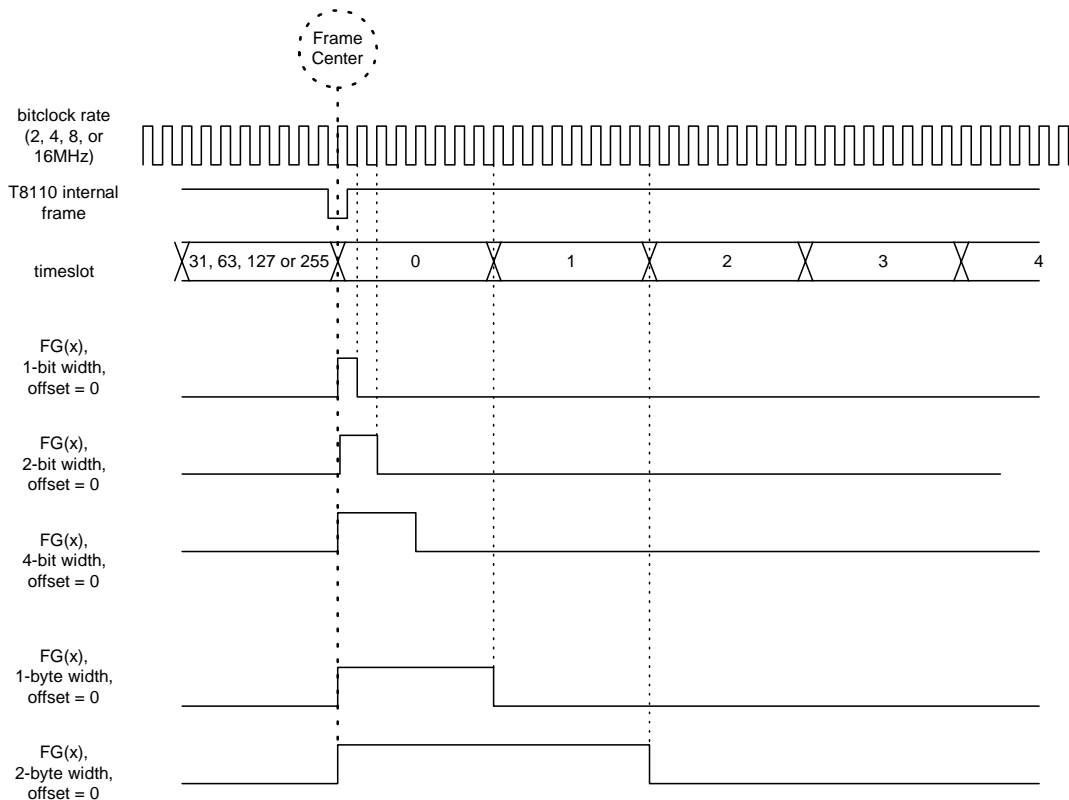 Frame
Center
bitclock rate
(2, 4, 8, or
16MHz)
T8110 internal
frame
timeslot
31, 63, 127 or 255
0
1
2
3
4
FG(x),
1-bit width,
offset = 0
FG(x),
2-bit width,
offset = 0
FG(x),
4-bit width,
offset = 0
FG(x),
1-byte width,
offset = 0
FG(x),
2-byte width,
offset = 0